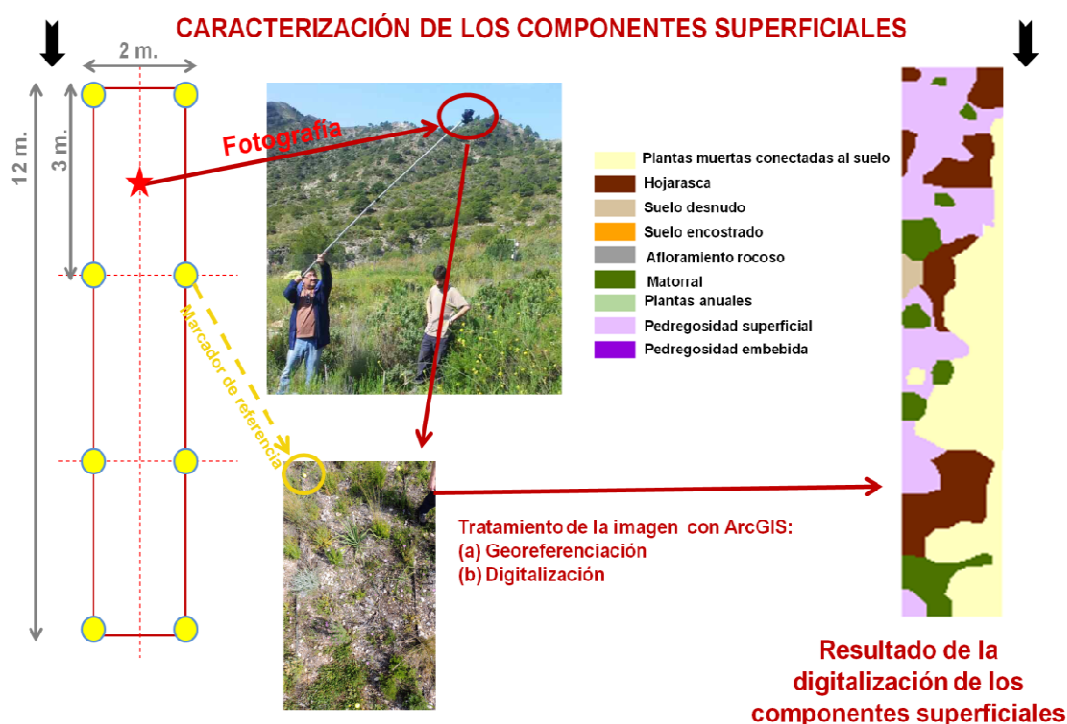 CARACTERIZACIÓN DE LOS COMPONENTES SUPERFICIALES
2 m.
12 m.
3 m.
Fotografía
Marcador de referencia
Plantas muertas conectadas al suelo
Hojarasca
Suelo desnudo
Suelo encostrado
Afloramiento rocoso
Matorral
Plantas anuales
Pedregosidad superficial
Pedregosidad embebida
Tratamiento de la imagen con ArcGIS:
(a) Georeferenciación
(b) Digitalización
Resultado de la
digitalización de los
componentes superficiales